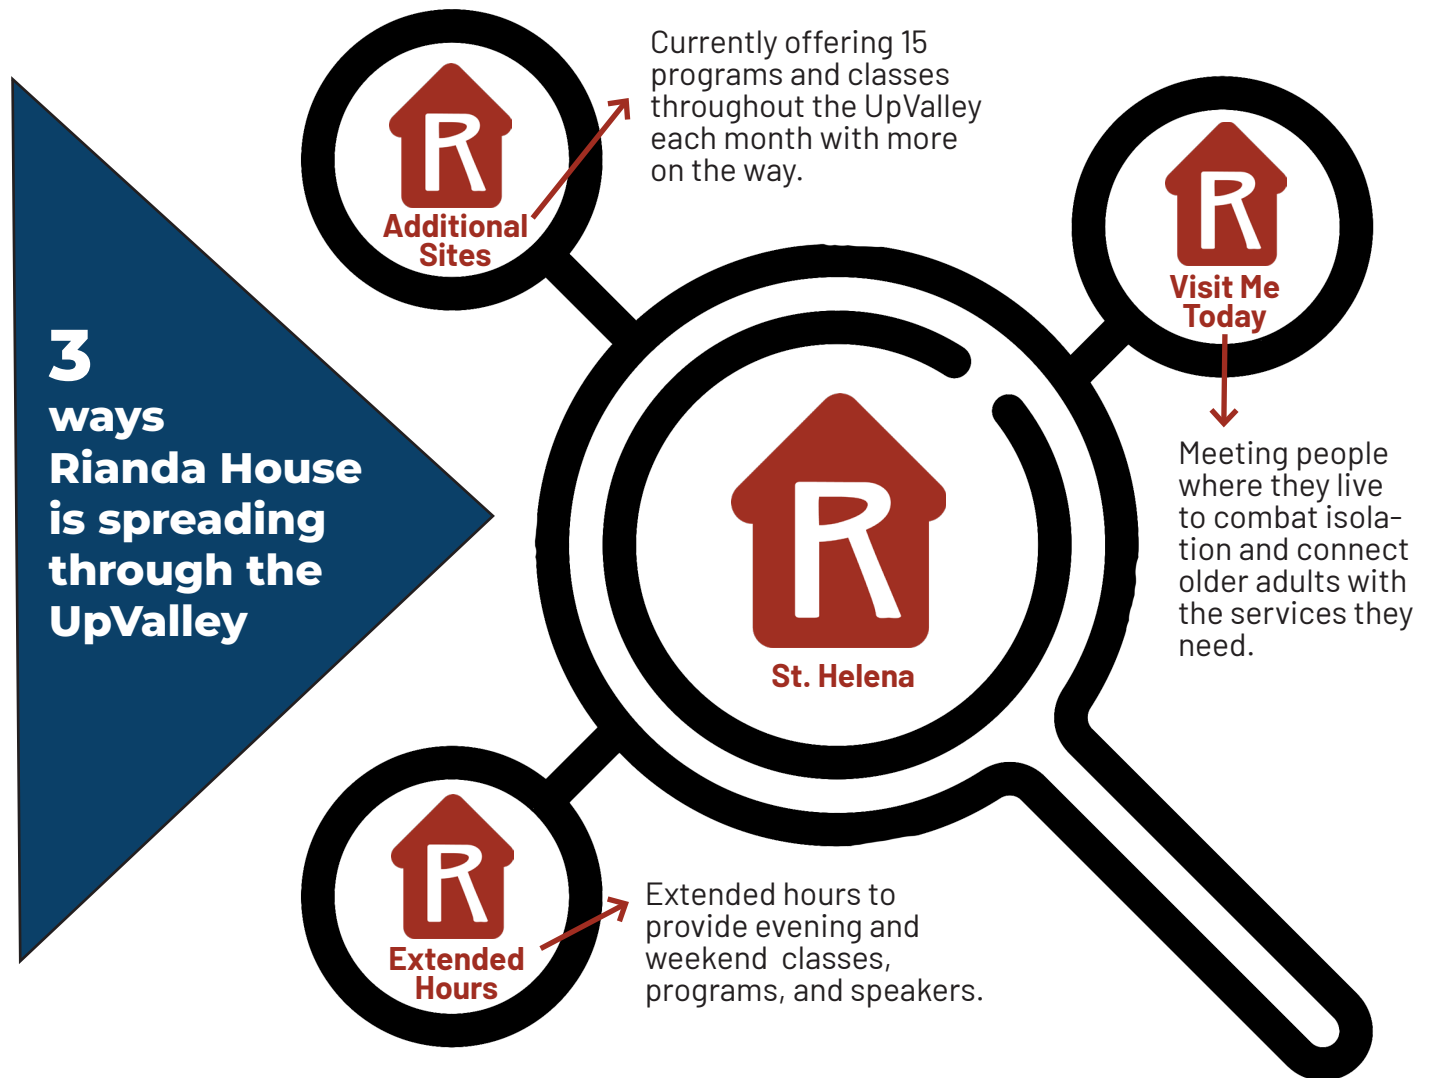 3
ways
Rianda House
is spreading
through the
UpValley
R
Additional
Sites
Currently offering 15
programs and classes
throughout the UpValley
each month with more
on the way.
R
Visit Me
Today
Meeting people
where they live
to combat isola-
tion and connect
older adults with
the services they
need.
R
St. Helena
R
Extended
Hours
Extended hours to
provide evening and
weekend  classes,
programs, and speakers.